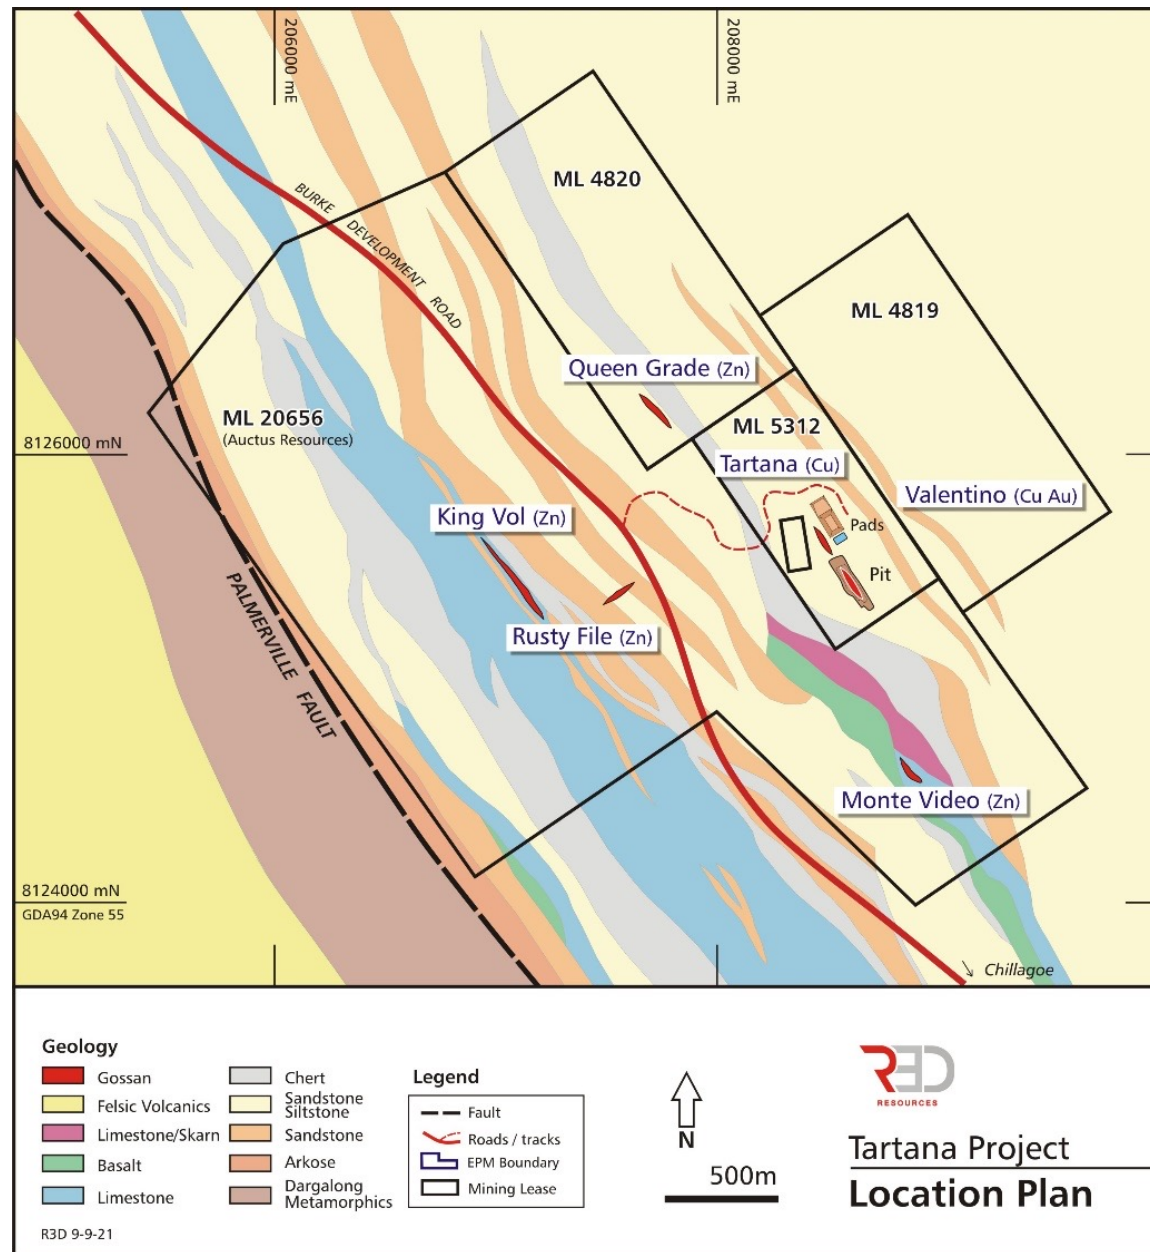 206000 mE
208000 mE
ML 4820
BURKE DEVELOPMENT ROAD
ML 4819
Queen Grade (Zn)
ML 20656
(Auctus Resources)
ML 5312
8126000 mN
Tartana (Cu)
Valentino (Cu Au)
King Vol (Zn)
Pads
Pit
PALMERVILLE FAULT
Rusty File (Zn)
Monte Video (Zn)
8124000 mN
GDA94 Zone 55
Chillagoe
Geology
Gossan
Felsic Volcanics
Limestone/Skarn
Basalt
Limestone
Chert
Sandstone
Siltstone
Sandstone
Arkose
Dargalong
Metamorphics
Legend
Fault
Roads / tracks
EPM Boundary
Mining Lease
N
500m
R3D
RESOURCES
Tartana Project
Location Plan
R3D 9-9-21